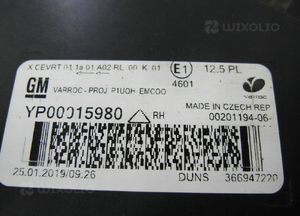 WIXOLIO
X CEVRT 01 1a 01 A02 RL 00 K 01
E1
12.5 PL
GM
VARROC-PROJ P1UOH EMCOO
4601
varroc
YP00015980
RH
MADE IN CZECH REP
00201194-06-
25.01.2019/09:26
DUNS 366947220